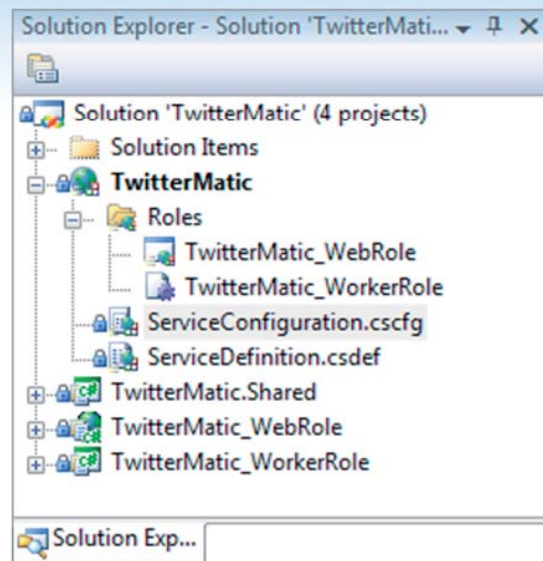 Solution Explorer - Solution 'TwitterMati...
Solution 'TwitterMatic' (4 projects)
Solution Items
TwitterMatic
Roles
TwitterMatic_WebRole
TwitterMatic_WorkerRole
ServiceConfiguration.cscfg
ServiceDefinition.csdef
TwitterMatic.Shared
TwitterMatic_WebRole
TwitterMatic_WorkerRole
Solution Exp...